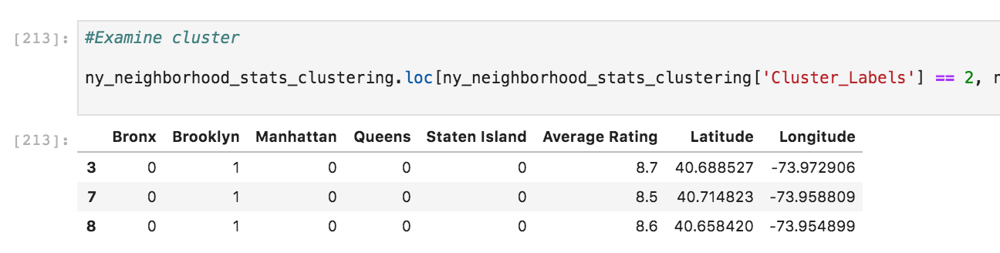 [213]: #Examine cluster
ny_neighborhood_stats_clustering.loc[ny_neighborhood_stats_clustering['Cluster_Labels'] == 2, n
[213]: Bronx Brooklyn Manhattan Queens Staten Island Average Rating Latitude Longitude
3 0 1 0 0 0 8.7 40.688527 -73.972906
7 0 1 0 0 0 8.5 40.714823 -73.958809
8 0 1 0 0 0 8.6 40.658420 -73.954899